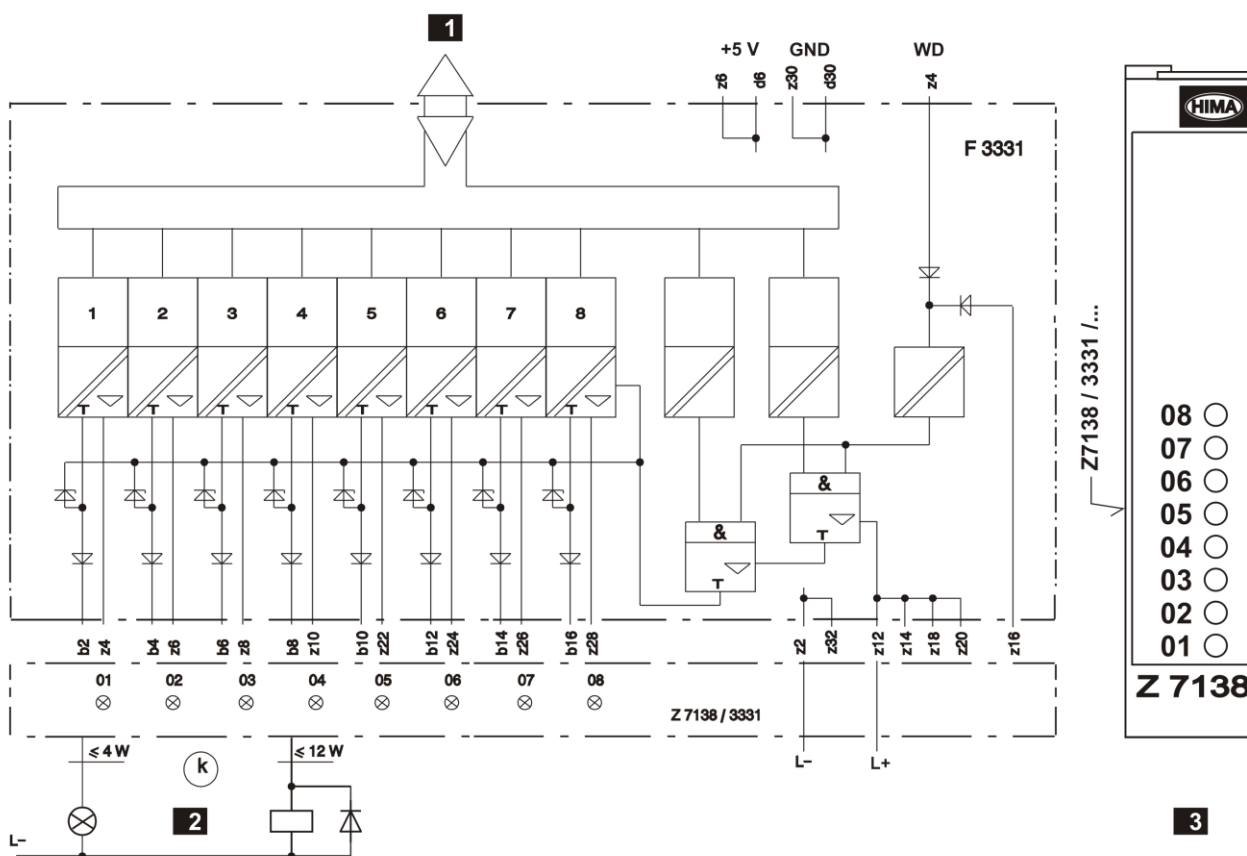 1
+5 V GND WD
z6 d6 z30 d30 z4
HIMA
F 3331
1 2 3 4 5 6 7 8
T T T T T T T T
&
T
&
T
Z7138 / 3331 /...
08
07
06
05
04
03
02
01
Z 7138
b2 z4 b4 z6 b6 z8 b8 z10 b10 z22 b12 z24 b14 z26 b16 z28 z2 z32 z12 z14 z18 z20 z16
01 02 03 04 05 06 07 08
Z 7138 / 3331
≤ 4 W k ≤ 12 W L– L+
2 3
L–